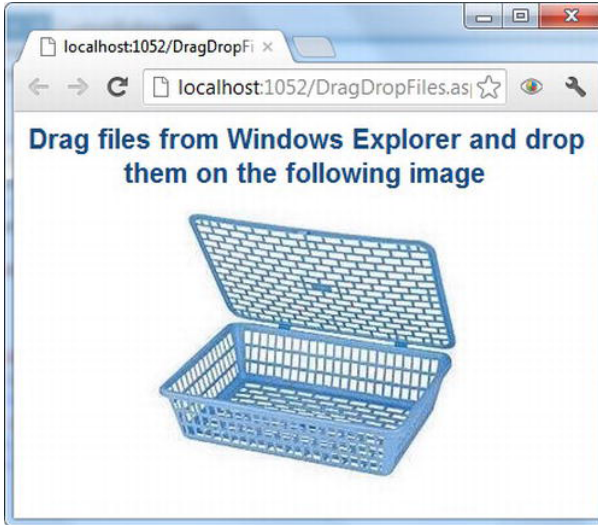 localhost:1052/DragDropFi
localhost:1052/DragDropFiles.as
Drag files from Windows Explorer and drop
them on the following image